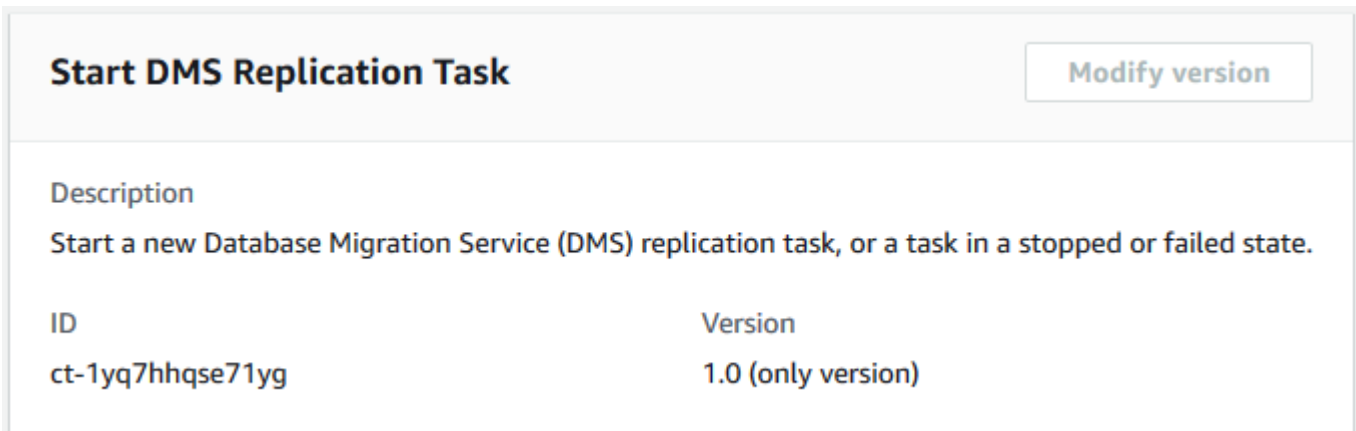 Start DMS Replication Task
Modify version
Description
Start a new Database Migration Service (DMS) replication task, or a task in a stopped or failed state.
ID
Version
ct-1yq7hhqse71yg
1.0 (only version)